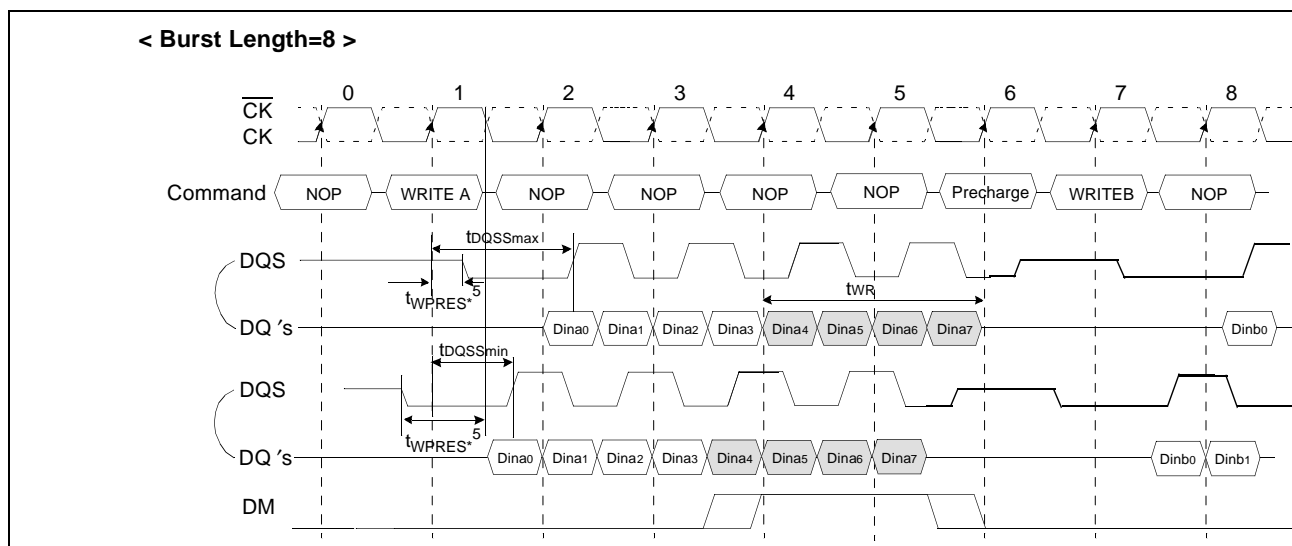 < Burst Length=8 >
0 1 2 3 4 5 6 7 8
CK
CK
Command NOP WRITE A NOP NOP NOP NOP Precharge WRITEB NOP
tDQSSmax
DQS
tWPRES*5
tWR
DQ ′s Dina0 Dina1 Dina2 Dina3 Dina4 Dina5 Dina6 Dina7 Dinb0
tDQSSmin
DQS
tWPRES*5
DQ ′s Dina0 Dina1 Dina2 Dina3 Dina4 Dina5 Dina6 Dina7 Dinb0 Dinb1
DM